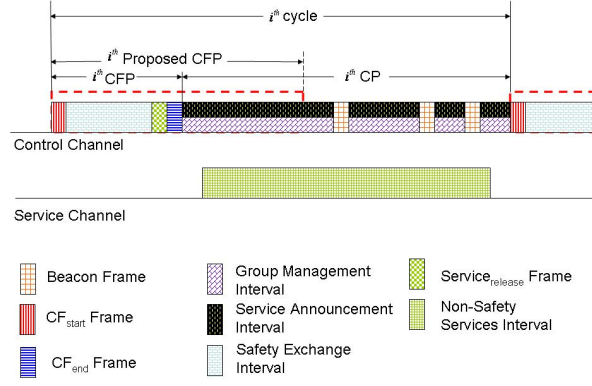 i^th cycle
i^th Proposed CFP
i^th CFP
i^th CP
Control Channel
Service Channel
Beacon Frame
Group Management
Interval
Service_release Frame
CF_start Frame
Service Announcement
Interval
Non-Safety
Services Interval
CF_end Frame
Safety Exchange
Interval